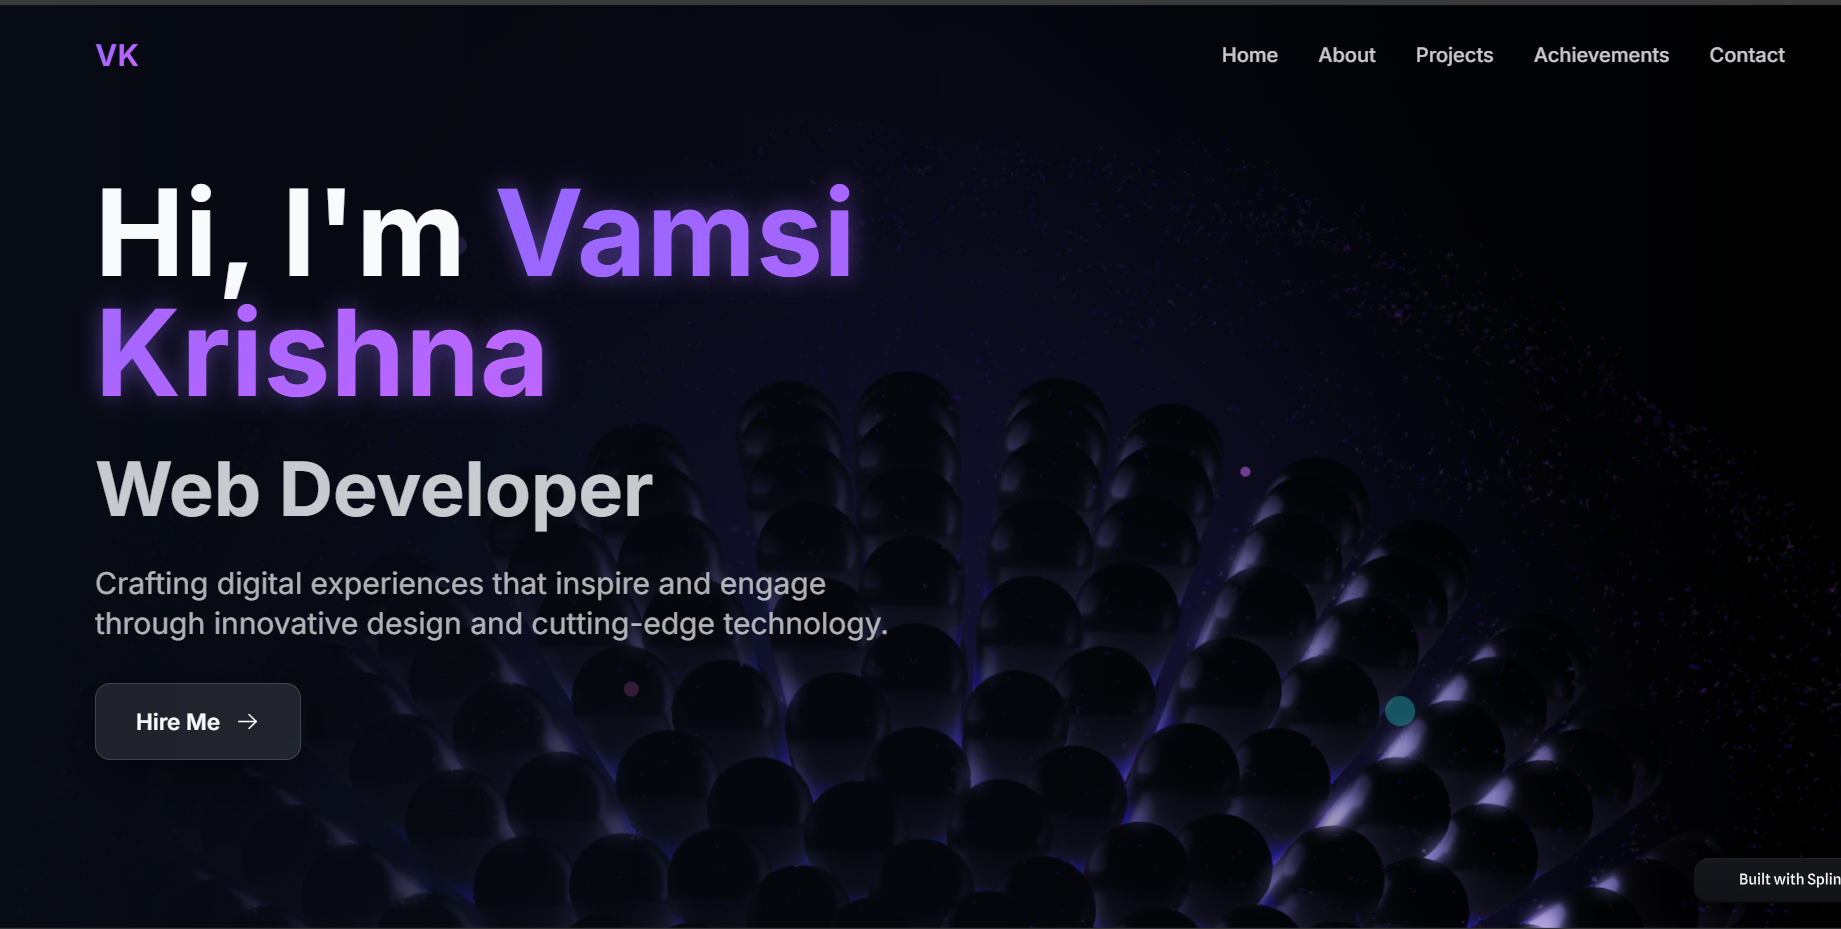 VK
Home About Projects Achievements Contact
Hi, I'm Vamsi
Krishna
Web Developer
Crafting digital experiences that inspire and engage
through innovative design and cutting-edge technology.
Hire Me
Built with Splin